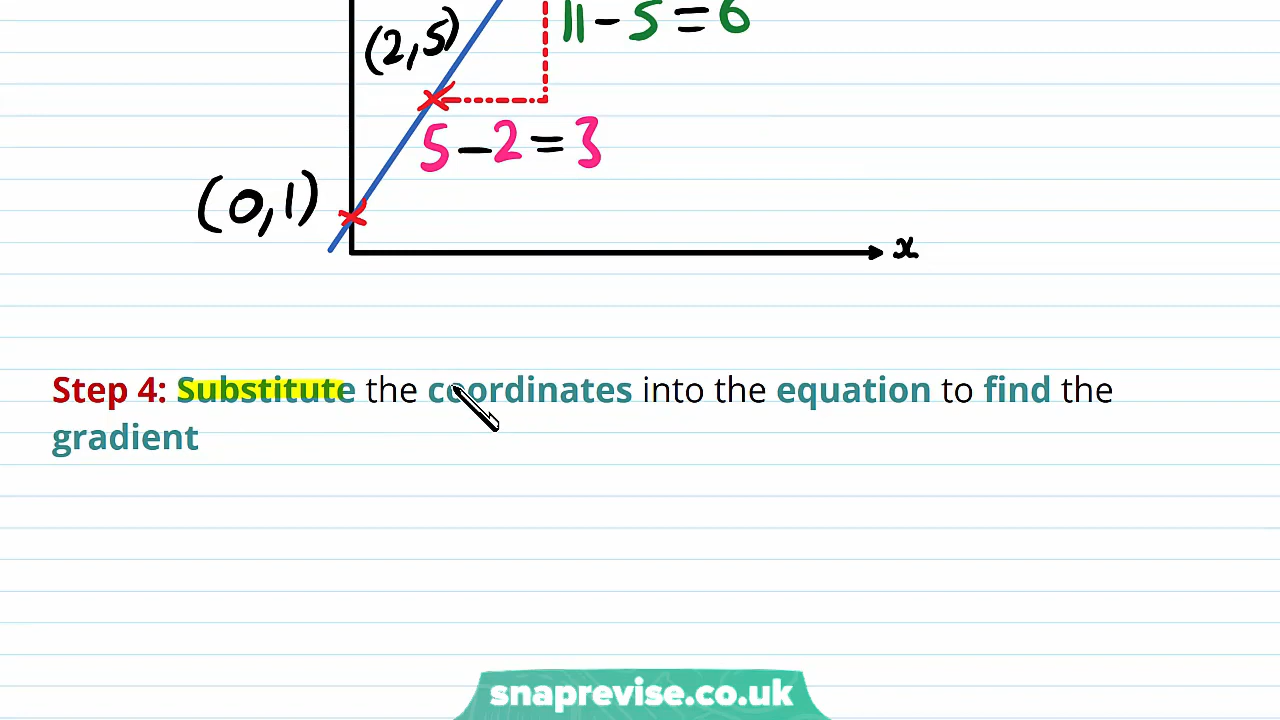 11 – 5 = 6
(2, 5)
5 – 2 = 3
(0, 1)
x
Step 4: Substitute the coordinates into the equation to find the
gradient
snaprevise.co.uk